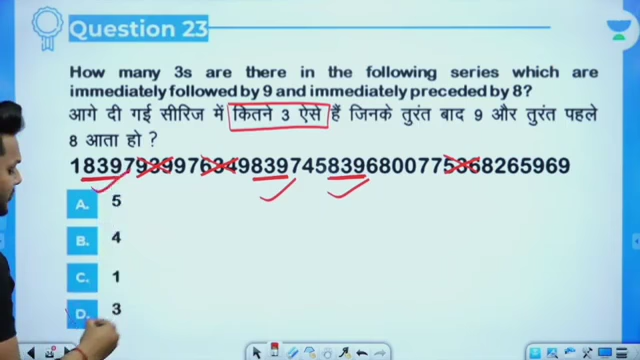 Question 23
How many 3s are there in the following series which are
immediately followed by 9 and immediately preceded by 8?
आगे दी गई सीरिज में कितने 3 ऐसे हैं जिनके तुरंत बाद 9 और तुरंत पहले
8 आता हो ?
183979399763498397458396800775368265969
A. 5
B. 4
C. 1
D. 3